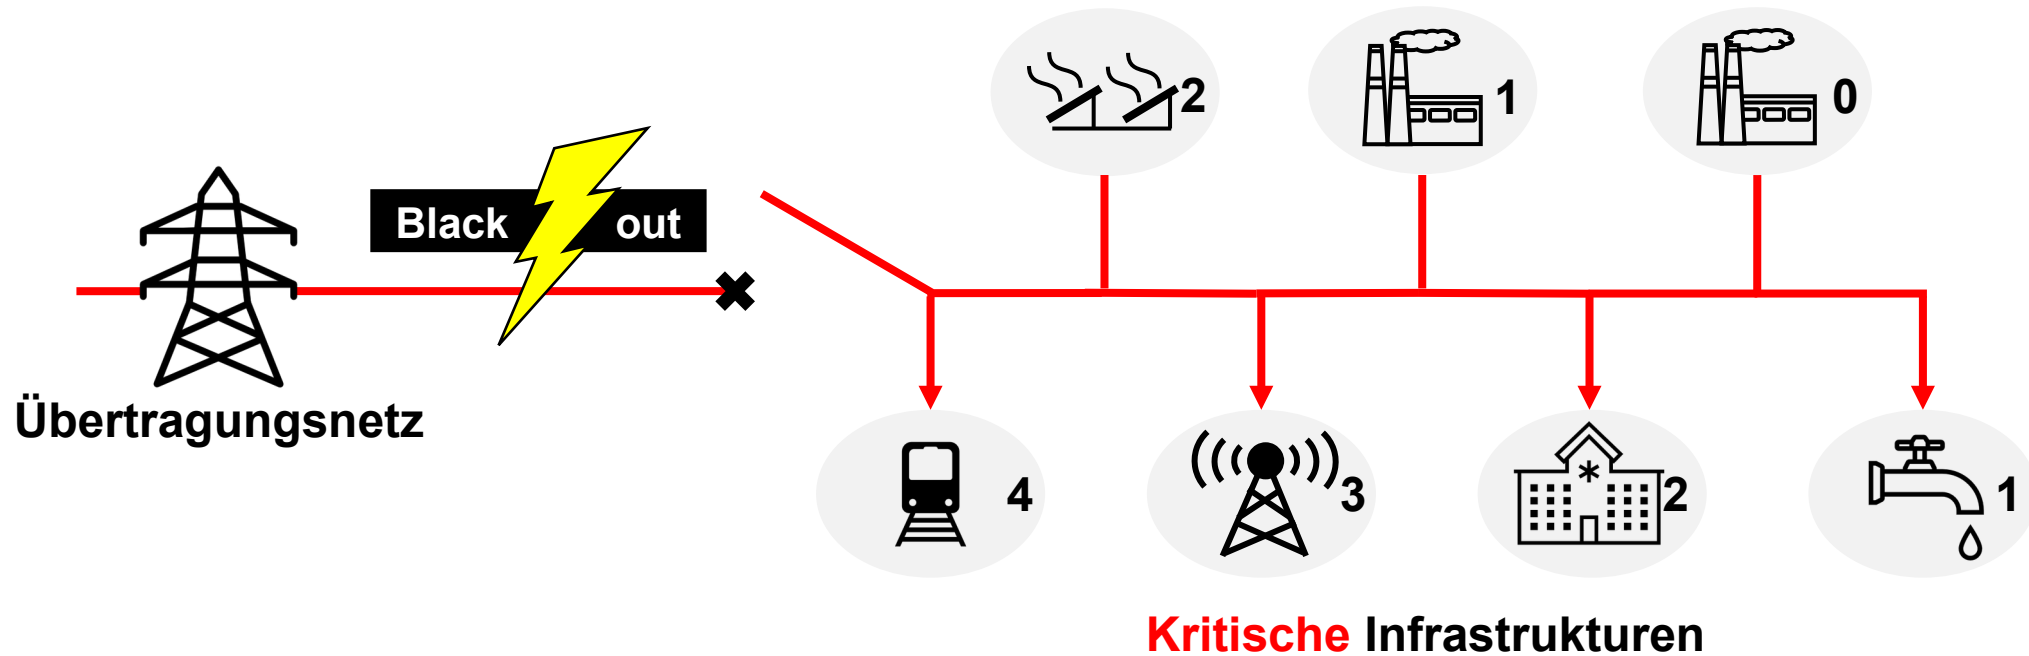 2
1
0
Black out
Übertragungsnetz
4
3
2
1
Kritische Infrastrukturen